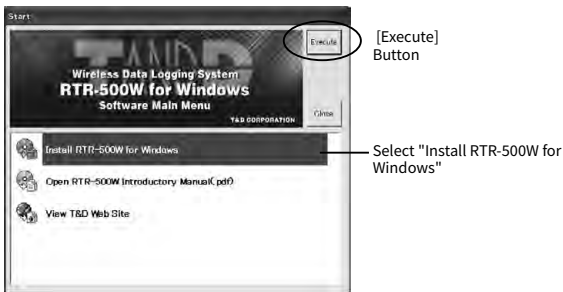 Start
T AND D
Execute
Wireless Data Logging System
RTR-500W for Windows
Software Main Menu
T&D CORPORATION
Close
Install RTR-500W for Windows
Open RTR-500W Introductory Manual(.pdf)
View T&D Web Site
[Execute]
Button
Select "Install RTR-500W for
Windows"